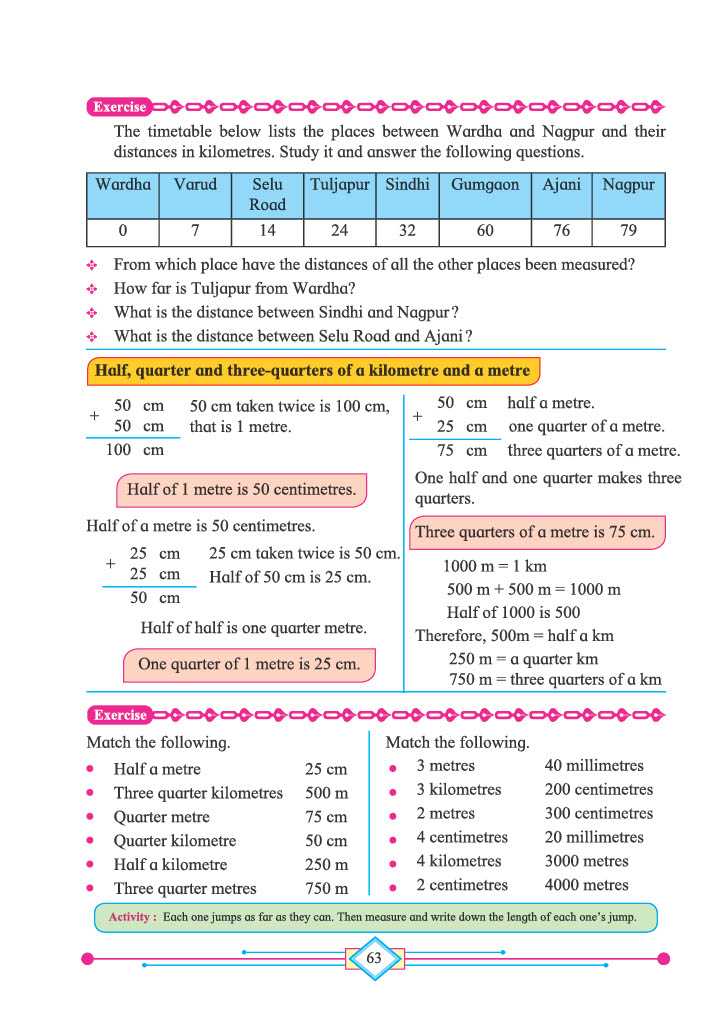 Exercise
The timetable below lists the places between Wardha and Nagpur and their
distances in kilometres. Study it and answer the following questions.
Wardha Varud Selu Road Tuljapur Sindhi Gumgaon Ajani Nagpur
0 7 14 24 32 60 76 79
From which place have the distances of all the other places been measured?
How far is Tuljapur from Wardha?
What is the distance between Sindhi and Nagpur?
What is the distance between Selu Road and Ajani?
Half, quarter and three-quarters of a kilometre and a metre
50 cm 50 cm taken twice is 100 cm,
+
50 cm that is 1 metre.
100 cm
Half of 1 metre is 50 centimetres.
Half of a metre is 50 centimetres.
25 cm 25 cm taken twice is 50 cm.
+
25 cm Half of 50 cm is 25 cm.
50 cm
Half of half is one quarter metre.
One quarter of 1 metre is 25 cm.
50 cm half a metre.
+
25 cm one quarter of a metre.
75 cm three quarters of a metre.
One half and one quarter makes three
quarters.
Three quarters of a metre is 75 cm.
1000 m = 1 km
500 m + 500 m = 1000 m
Half of 1000 is 500
Therefore, 500m = half a km
250 m = a quarter km
750 m = three quarters of a km
Exercise
Match the following.
Half a metre 25 cm
Three quarter kilometres 500 m
Quarter metre 75 cm
Quarter kilometre 50 cm
Half a kilometre 250 m
Three quarter metres 750 m
Match the following.
3 metres 40 millimetres
3 kilometres 200 centimetres
2 metres 300 centimetres
4 centimetres 20 millimetres
4 kilometres 3000 metres
2 centimetres 4000 metres
Activity : Each one jumps as far as they can. Then measure and write down the length of each one's jump.
63